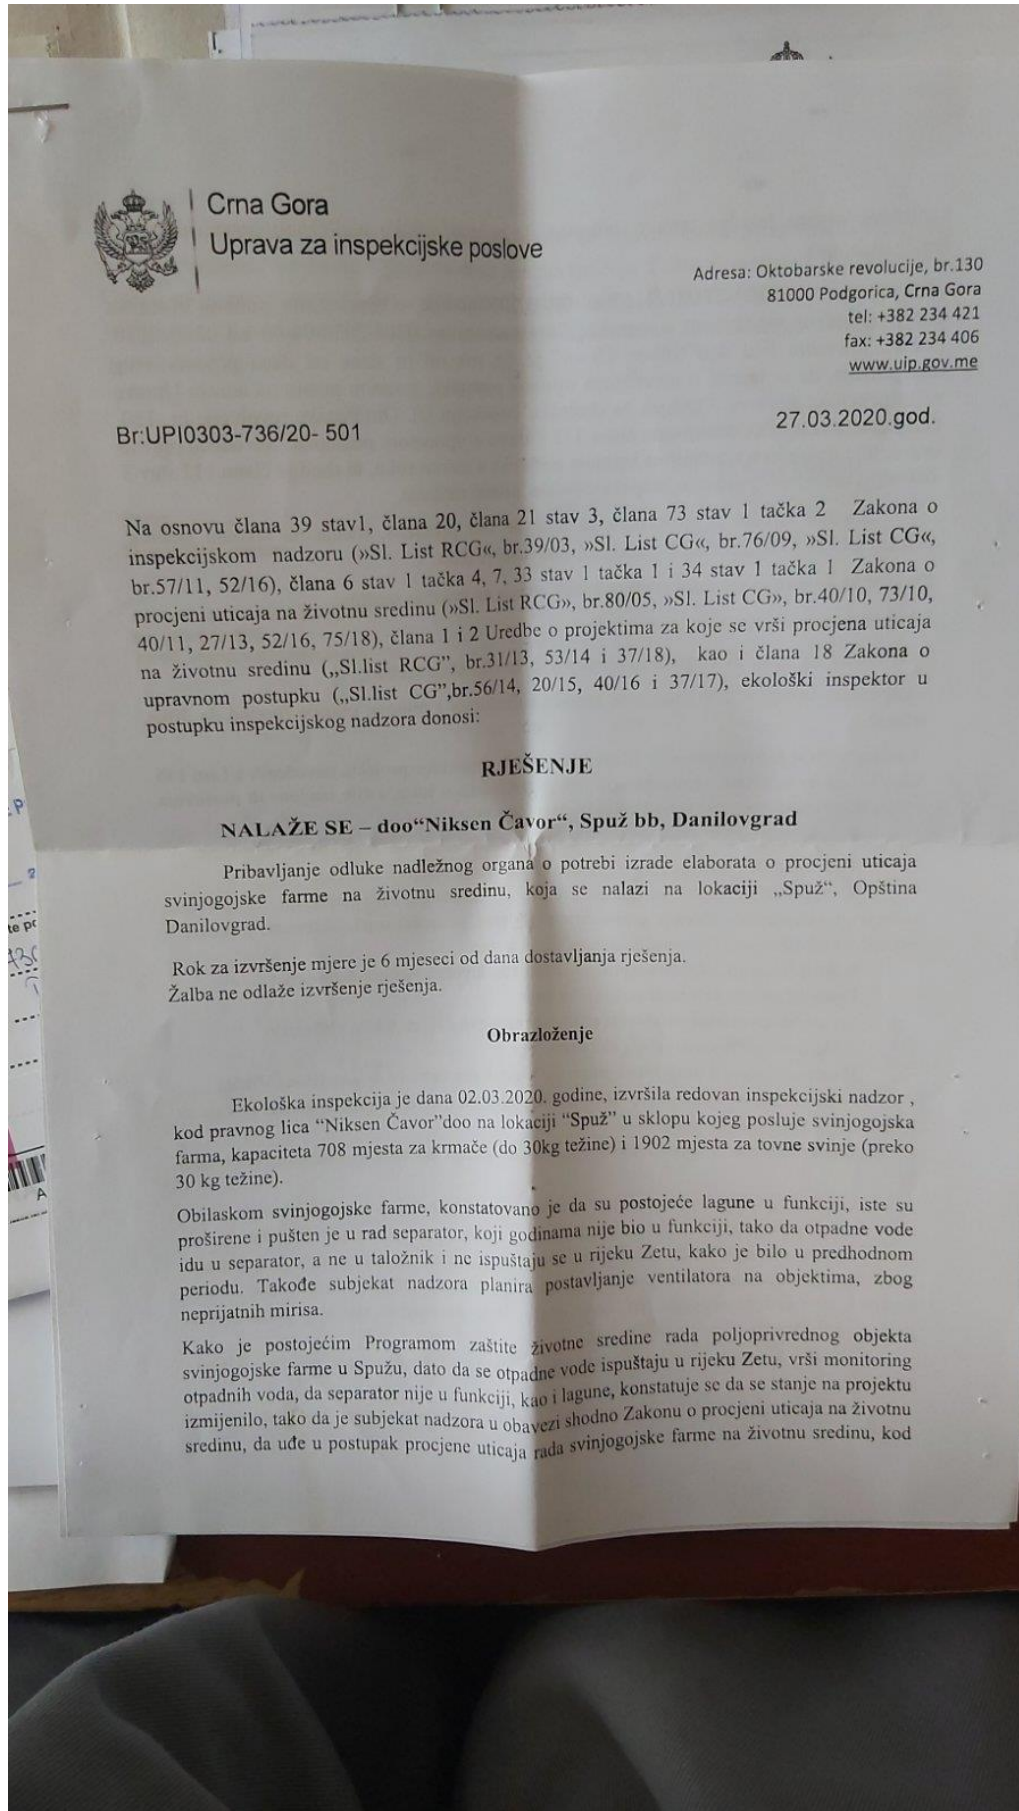 Crna Gora
Uprava za inspekcijske poslove
Adresa: Oktobarske revolucije, br.130
81000 Podgorica, Crna Gora
tel: +382 234 421
fax: +382 234 406
www.uip.gov.me
Br:UPI0303-736/20- 501
27.03.2020.god.
Na osnovu člana 39 stav1, člana 20, člana 21 stav 3, člana 73 stav 1 tačka 2 Zakona o
inspekcijskom nadzoru (»Sl. List RCG«, br.39/03, »Sl. List CG«, br.76/09, »Sl. List CG«,
br.57/11, 52/16), člana 6 stav 1 tačka 4, 7, 33 stav 1 tačka 1 i 34 stav 1 tačka 1 Zakona o
procjeni uticaja na životnu sredinu (»Sl. List RCG», br.80/05, »Sl. List CG», br.40/10, 73/10,
40/11, 27/13, 52/16, 75/18), člana 1 i 2 Uredbe o projektima za koje se vrši procjena uticaja
na životnu sredinu („Sl.list RCG", br.31/13, 53/14 i 37/18), kao i člana 18 Zakona o
upravnom postupku („Sl.list CG",br.56/14, 20/15, 40/16 i 37/17), ekološki inspektor u
postupku inspekcijskog nadzora donosi:
RJEŠENJE
NALAŽE SE – doo“Niksen Čavor“, Spuž bb, Danilovgrad
Pribavljanje odluke nadležnog organa o potrebi izrade elaborata o procjeni uticaja
svinjogojske farme na životnu sredinu, koja se nalazi na lokaciji „Spuž“, Opština
Danilovgrad.
Rok za izvršenje mjere je 6 mjeseci od dana dostavljanja rješenja.
Žalba ne odlaže izvršenje rješenja.
Obrazloženje
Ekološka inspekcija je dana 02.03.2020. godine, izvršila redovan inspekcijski nadzor ,
kod pravnog lica “Niksen Čavor”doo na lokaciji “Spuž” u sklopu kojeg posluje svinjogojska
farma, kapaciteta 708 mjesta za krmače (do 30kg težine) i 1902 mjesta za tovne svinje (preko
30 kg težine).
Obilaskom svinjogojske farme, konstatovano je da su postojeće lagune u funkciji, iste su
proširene i pušten je u rad separator, koji godinama nije bio u funkciji, tako da otpadne vode
idu u separator, a ne u taložnik i ne ispuštaju se u rijeku Zetu, kako je bilo u predhodnom
periodu. Takođe subjekat nadzora planira postavljanje ventilatora na objektima, zbog
neprijatnih mirisa.
Kako je postojećim Programom zaštite životne sredine rada poljoprivrednog objekta
svinjogojske farme u Spužu, dato da se otpadne vode ispuštaju u rijeku Zetu, vrši monitoring
otpadnih voda, da separator nije u funkciji, kao i lagune, konstatuje se da se stanje na projektu
izmijenilo, tako da je subjekat nadzora u obavezi shodno Zakonu o procjeni uticaja na životnu
sredinu, da uđe u postupak procjene uticaja rada svinjogojske farme na životnu sredinu, kod